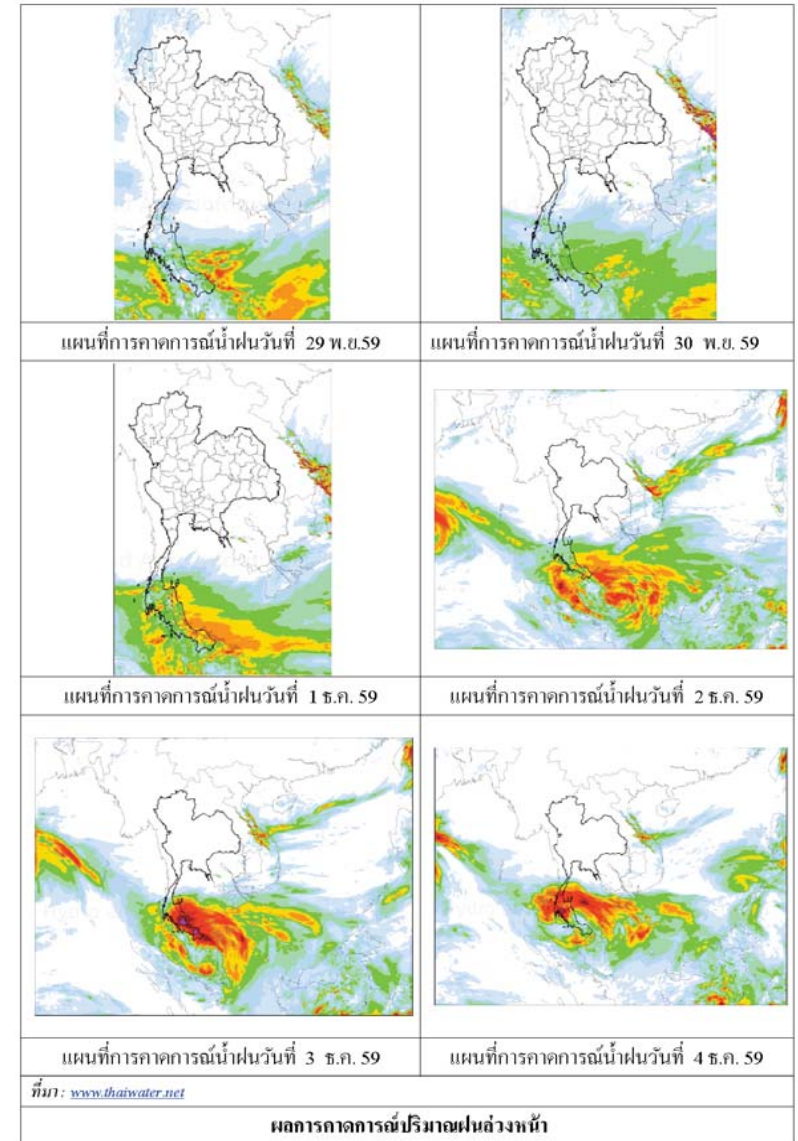 แผนที่การคาดการณ์น้ำฝนวันที่ 29 พ.ย.59
แผนที่การคาดการณ์น้ำฝนวันที่ 30 พ.ย. 59
แผนที่การคาดการณ์น้ำฝนวันที่ 1 ธ.ค. 59
แผนที่การคาดการณ์น้ำฝนวันที่ 2 ธ.ค. 59
แผนที่การคาดการณ์น้ำฝนวันที่ 3 ธ.ค. 59
แผนที่การคาดการณ์น้ำฝนวันที่ 4 ธ.ค. 59
ที่มา : www.thaiwater.net
ผลการคาดการณ์ปริมาณฝนล่วงหน้า